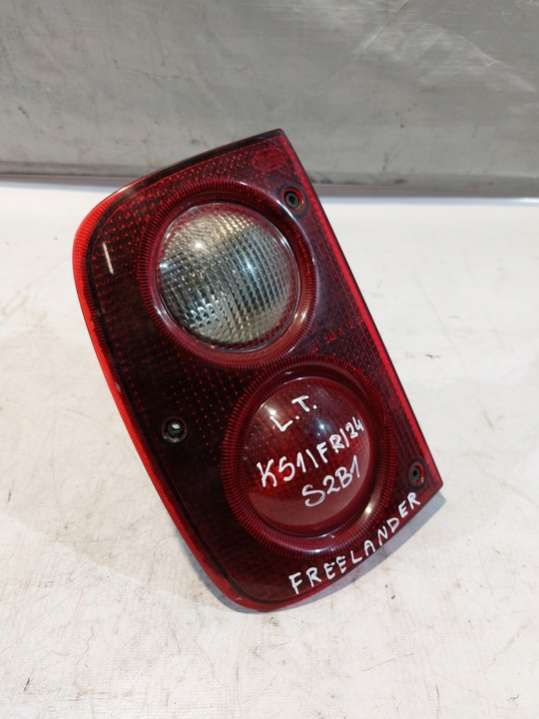 L.T.
K511FR124
S2B1
FREELANDER